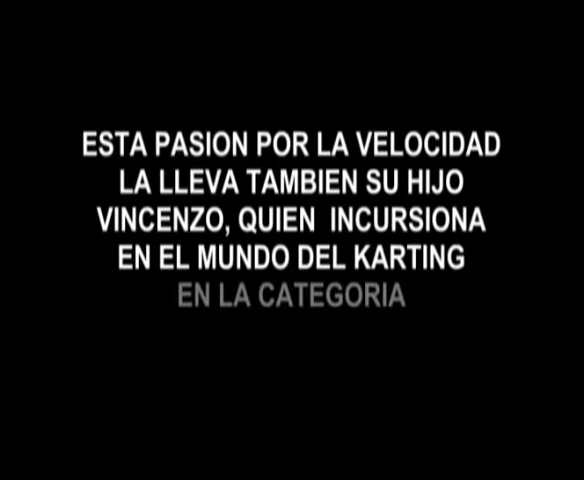 ESTA PASION POR LA VELOCIDAD
LA LLEVA TAMBIEN SU HIJO
VINCENZO, QUIEN INCURSIONA
EN EL MUNDO DEL KARTING
EN LA CATEGORIA